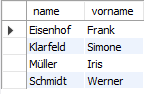 name vorname
Eisenhof Frank
Klarfeld Simone
Müller Iris
Schmidt Werner